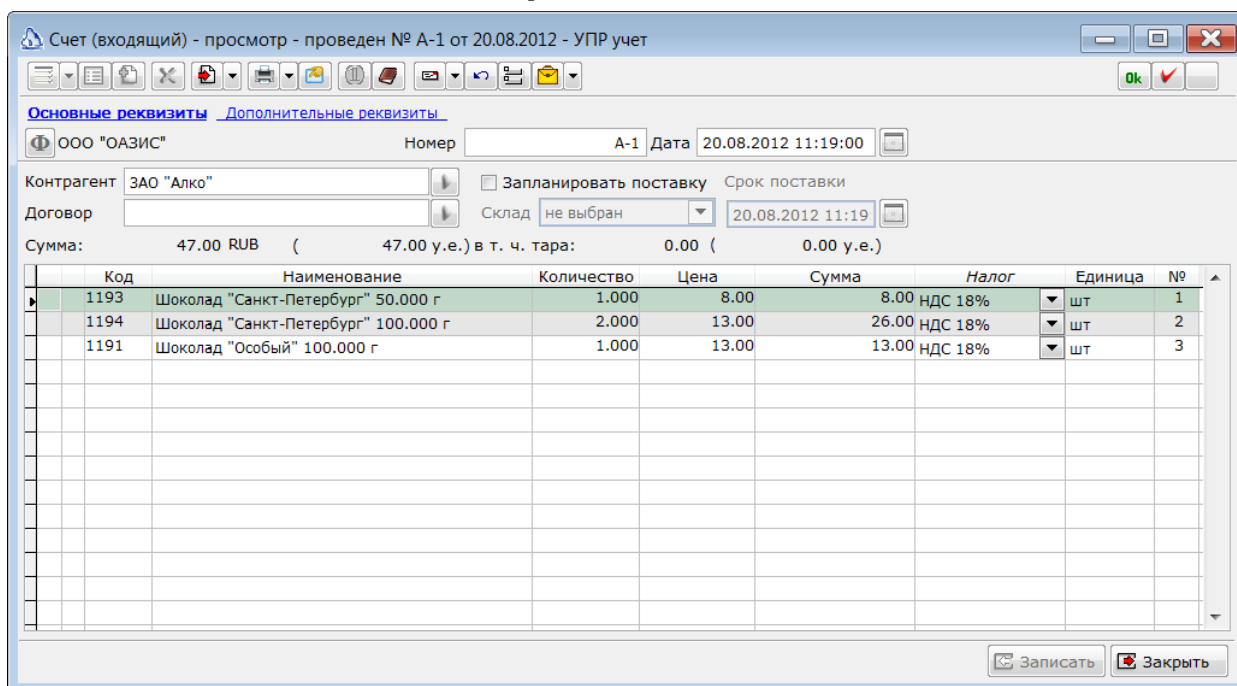 Счет (входящий) - просмотр - проведен № А-1 от 20.08.2012 - УПР учет
Ok
Основные реквизиты Дополнительные реквизиты
Ф ООО "ОАЗИС" Номер А-1 Дата 20.08.2012 11:19:00
Контрагент ЗАО "Алко" Запланировать поставку Срок поставки
Договор Склад не выбран 20.08.2012 11:19
Сумма: 47.00 RUB ( 47.00 у.е.) в т. ч. тара: 0.00 ( 0.00 у.е.)
Код Наименование Количество Цена Сумма Налог Единица №
1193 Шоколад "Санкт-Петербург" 50.000 г 1.000 8.00 8.00 НДС 18% шт 1
1194 Шоколад "Санкт-Петербург" 100.000 г 2.000 13.00 26.00 НДС 18% шт 2
1191 Шоколад "Особый" 100.000 г 1.000 13.00 13.00 НДС 18% шт 3
Записать Закрыть